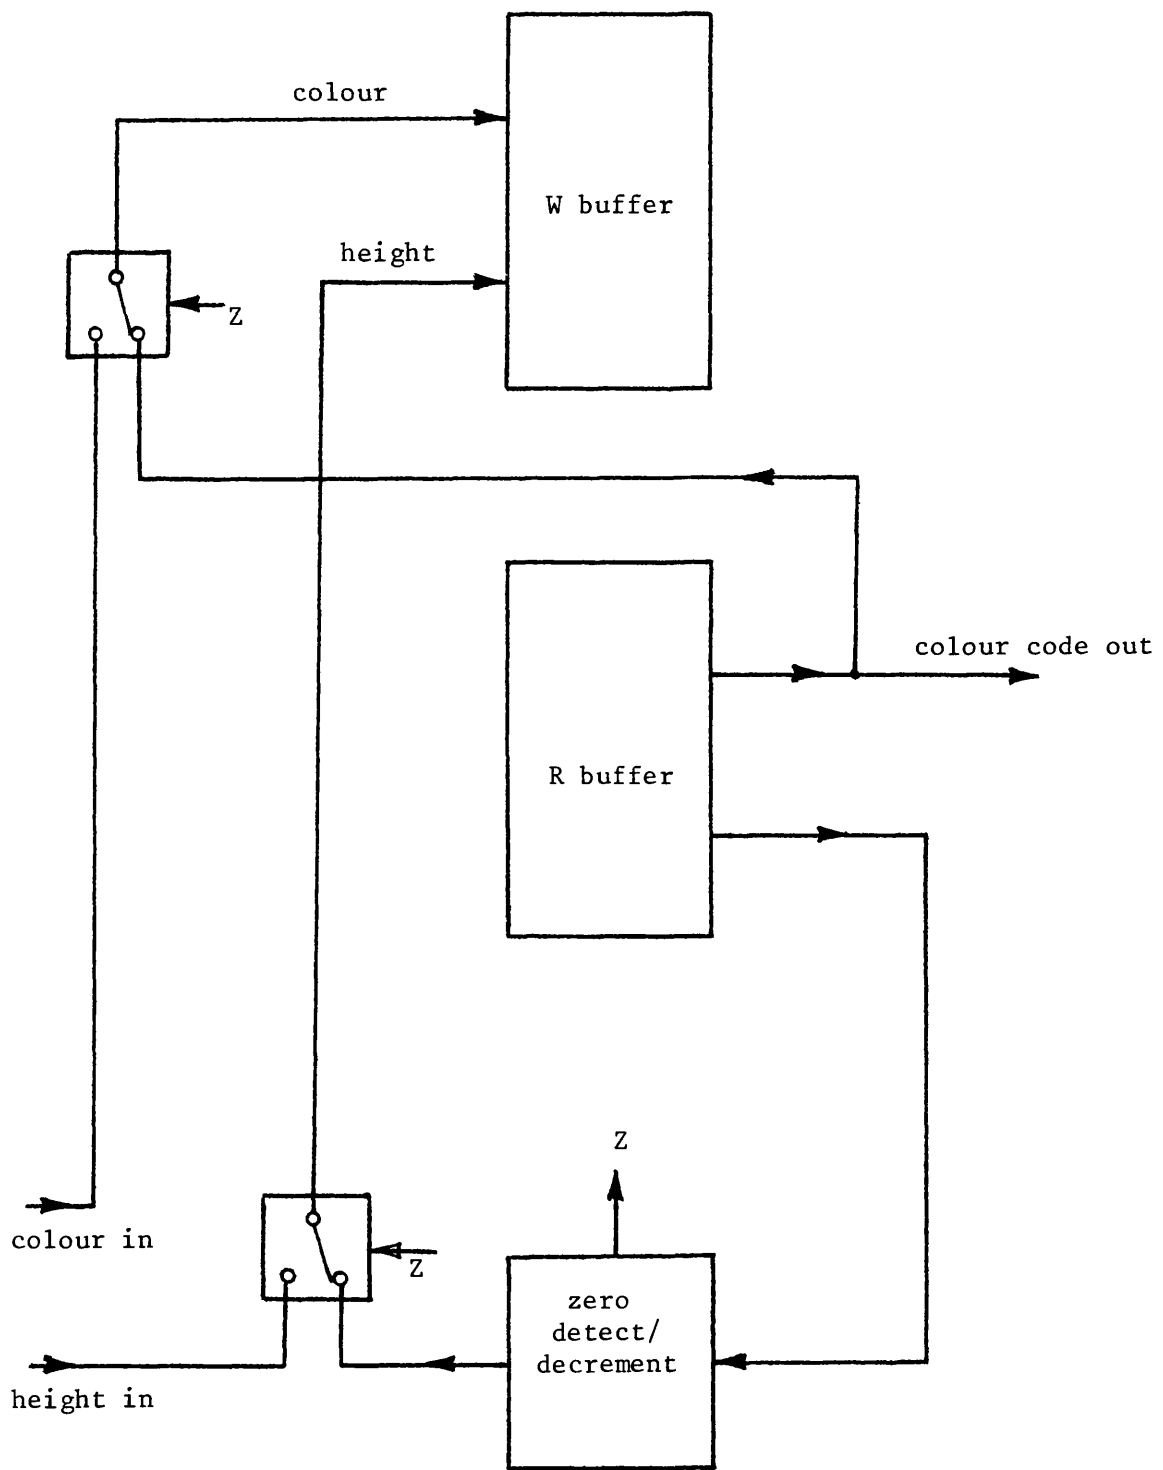 colour
W buffer
height
Z
colour code out
R buffer
Z
colour in
Z
zero
detect/
decrement
height in